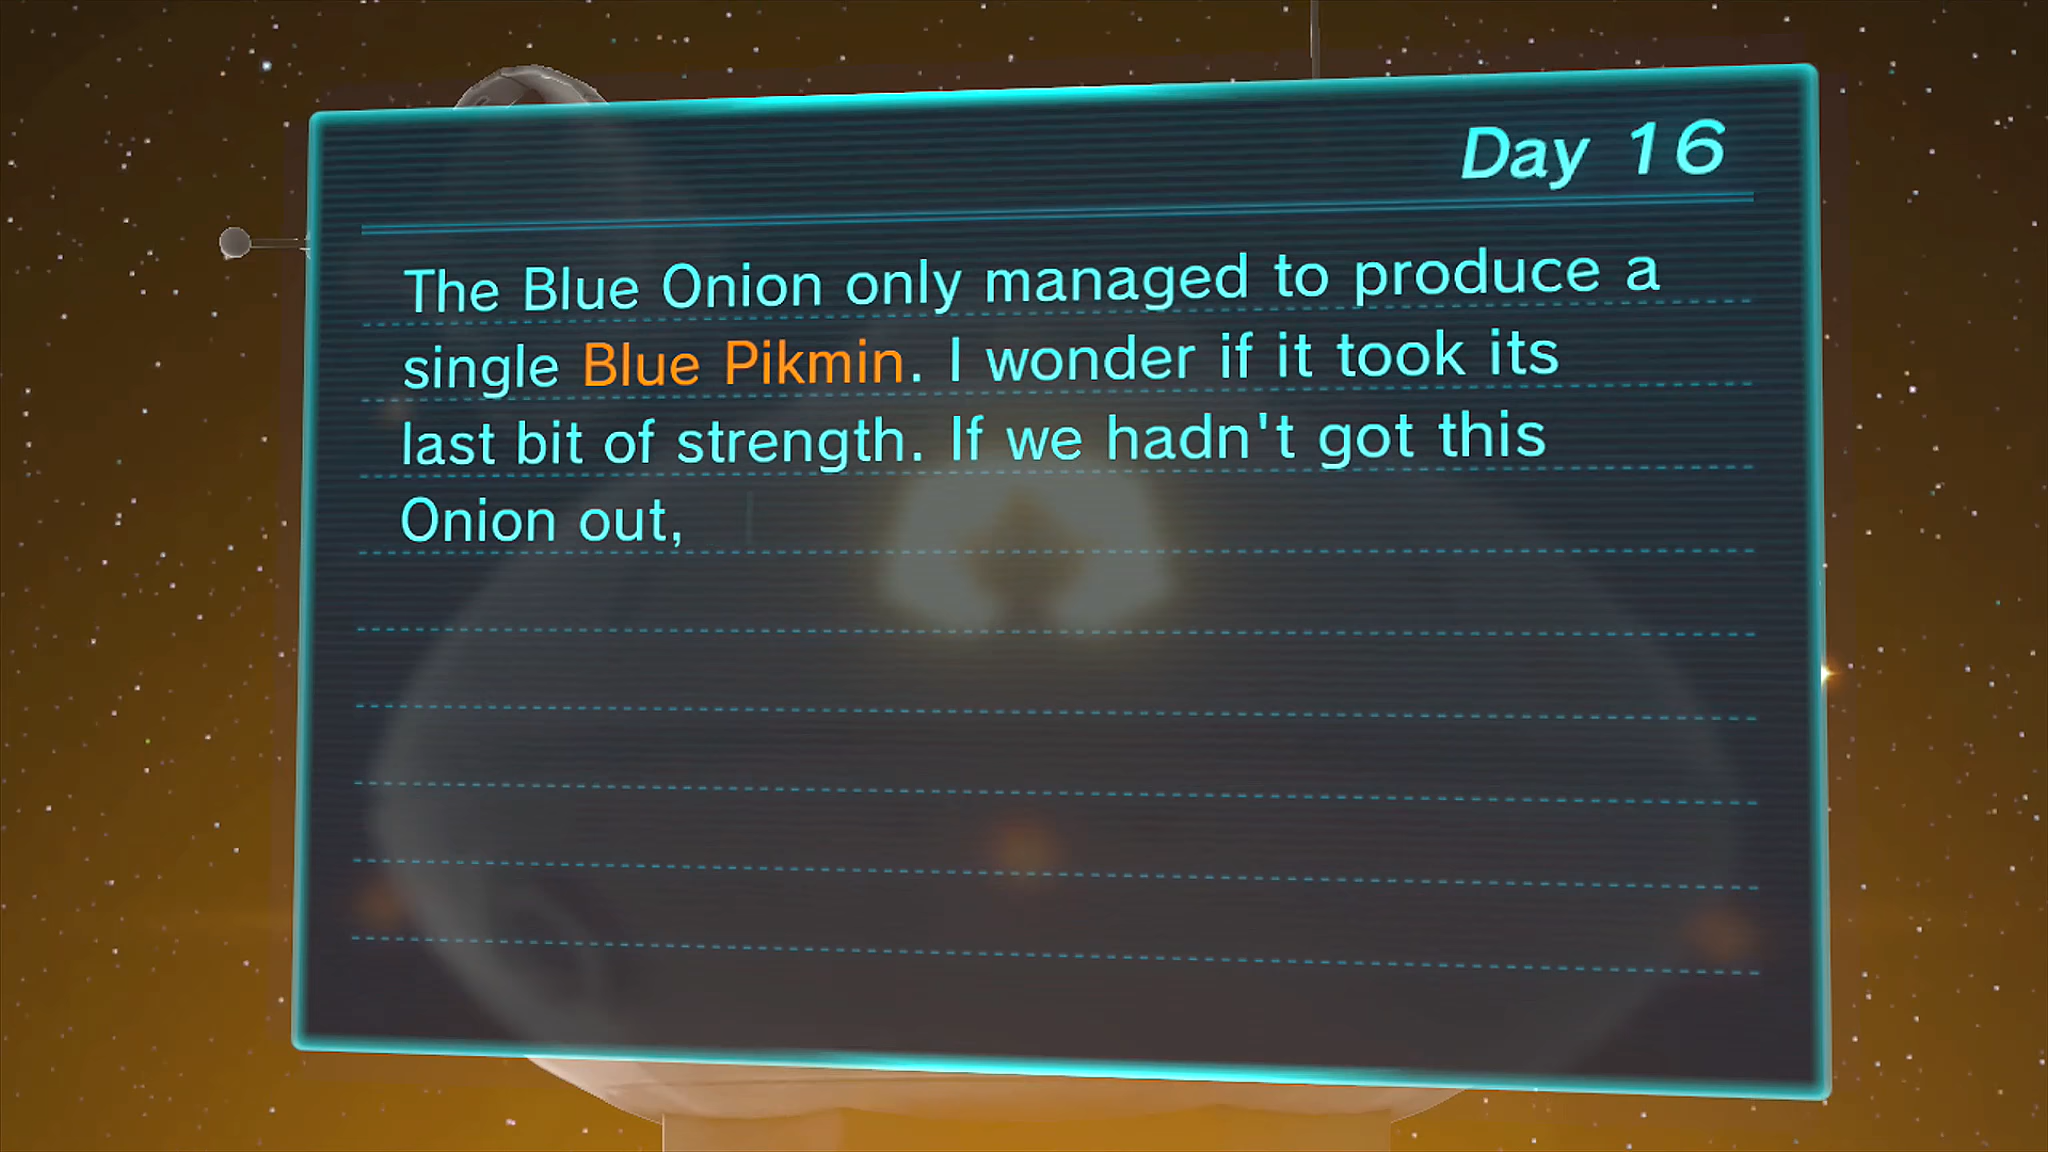 Day 16
The Blue Onion only managed to produce a
single Blue Pikmin. I wonder if it took its
last bit of strength. If we hadn't got this
Onion out,